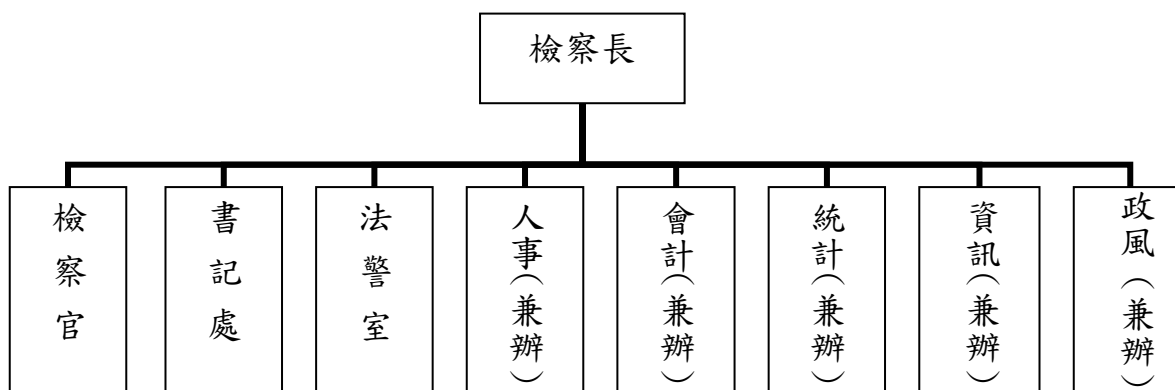 檢察長
檢察官
書記處
法警室
人事(兼辦)
會計(兼辦)
統計(兼辦)
資訊(兼辦)
政風(兼辦)